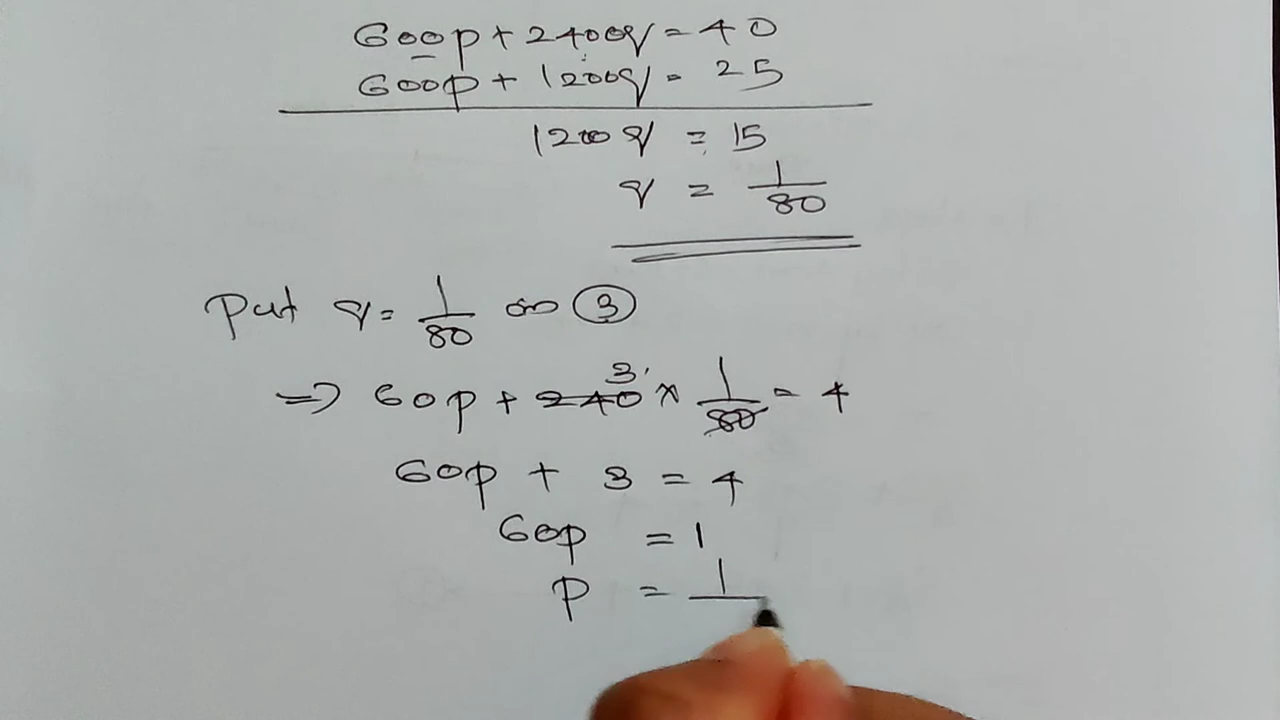 600p + 2400q = 40
600p + 1200q = 25
1200q = 15
q = 1/80
Put q = 1/80 in ③
⇒ 60p + 240 3 × 1/80 = 4
60p + 3 = 4
60p = 1
p = 1/